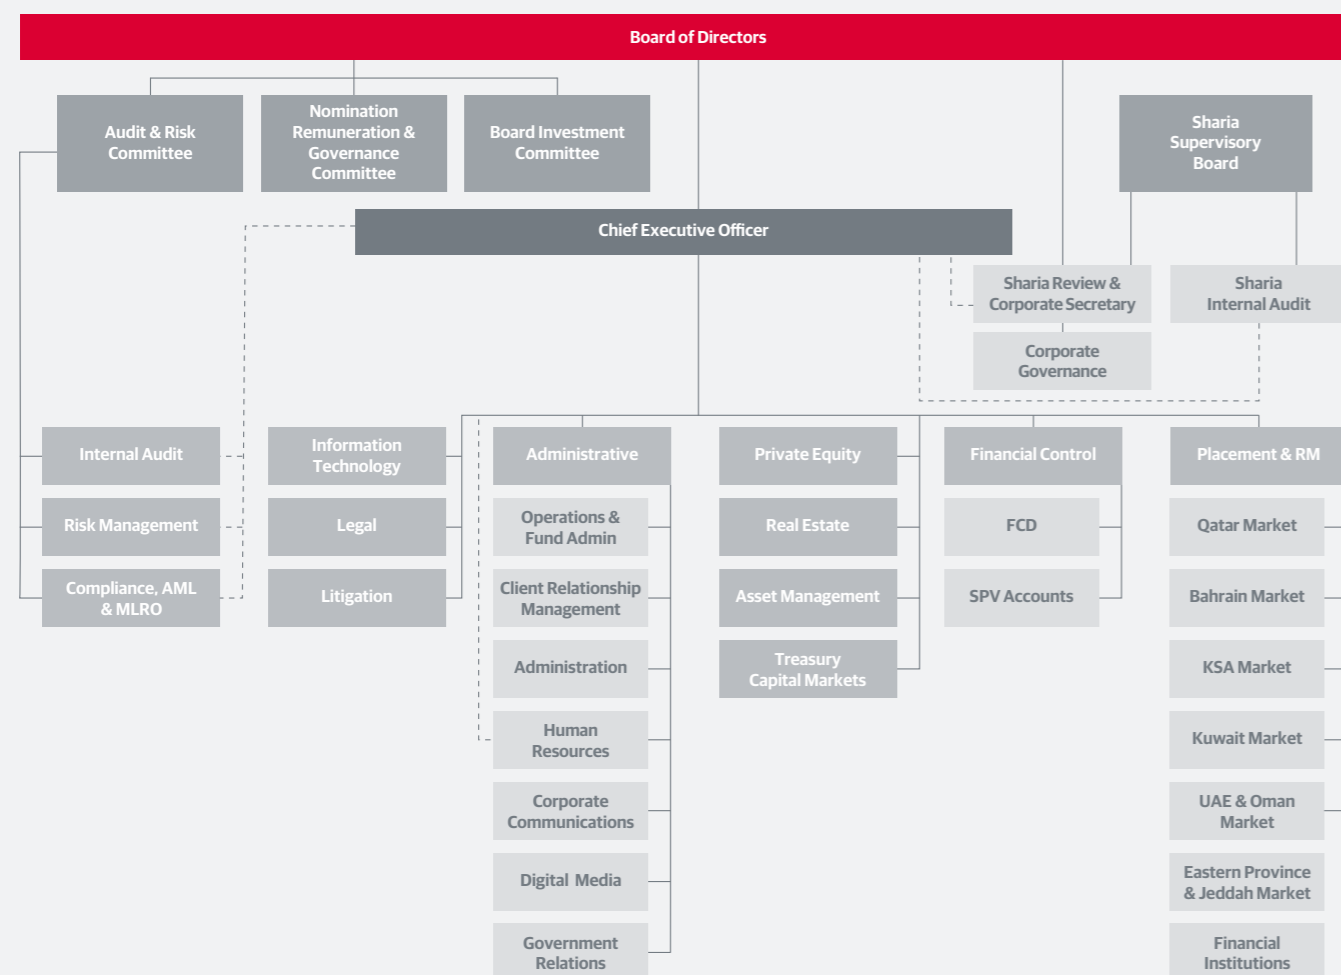 Board of Directors
Audit & Risk
Committee
Nomination
Remuneration &
Governance
Committee
Board Investment
Committee
Sharia
Supervisory
Board
Chief Executive Officer
Sharia Review &
Corporate Secretary
Sharia
Internal Audit
Corporate
Governance
Internal Audit
Risk Management
Compliance, AML
& MLRO
Information
Technology
Legal
Litigation
Administrative
Operations &
Fund Admin
Client Relationship
Management
Administration
Human
Resources
Corporate
Communications
Digital Media
Government
Relations
Private Equity
Real Estate
Asset Management
Treasury
Capital Markets
Financial Control
FCD
SPV Accounts
Placement & RM
Qatar Market
Bahrain Market
KSA Market
Kuwait Market
UAE & Oman
Market
Eastern Province
& Jeddah Market
Financial
Institutions